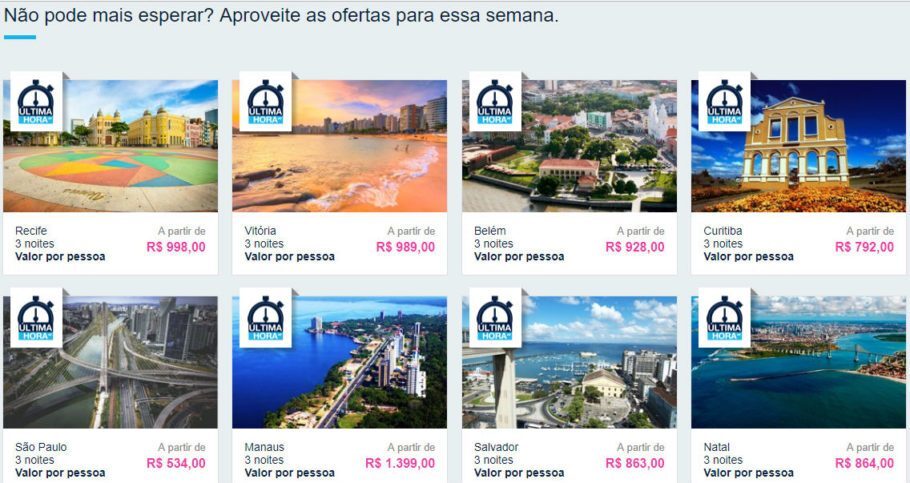 Não pode mais esperar? Aproveite as ofertas para essa semana.
ÚLTIMA
HORA
ÚLTIMA
HORA
ÚLTIMA
HORA
ÚLTIMA
HORA
Recife
3 noites
Valor por pessoa
A partir de
R$ 998,00
Vitória
3 noites
Valor por pessoa
A partir de
R$ 989,00
Belém
3 noites
Valor por pessoa
A partir de
R$ 928,00
Curitiba
3 noites
Valor por pessoa
A partir de
R$ 792,00
ÚLTIMA
HORA
ÚLTIMA
HORA
ÚLTIMA
HORA
ÚLTIMA
HORA
São Paulo
3 noites
Valor por pessoa
A partir de
R$ 534,00
Manaus
3 noites
Valor por pessoa
A partir de
R$ 1.399,00
Salvador
3 noites
Valor por pessoa
A partir de
R$ 863,00
Natal
3 noites
Valor por pessoa
A partir de
R$ 864,00